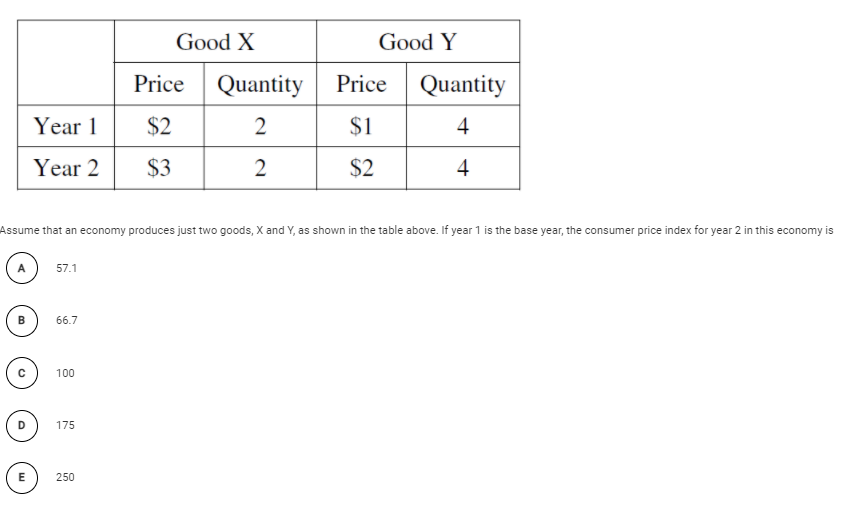 Good X Good Y
Price Quantity Price Quantity
Year 1 $2 2 $1 4
Year 2 $3 2 $2 4
Assume that an economy produces just two goods, X and Y, as shown in the table above. If year 1 is the base year, the consumer price index for year 2 in this economy is
A 57.1
B 66.7
C 100
D 175
E 250